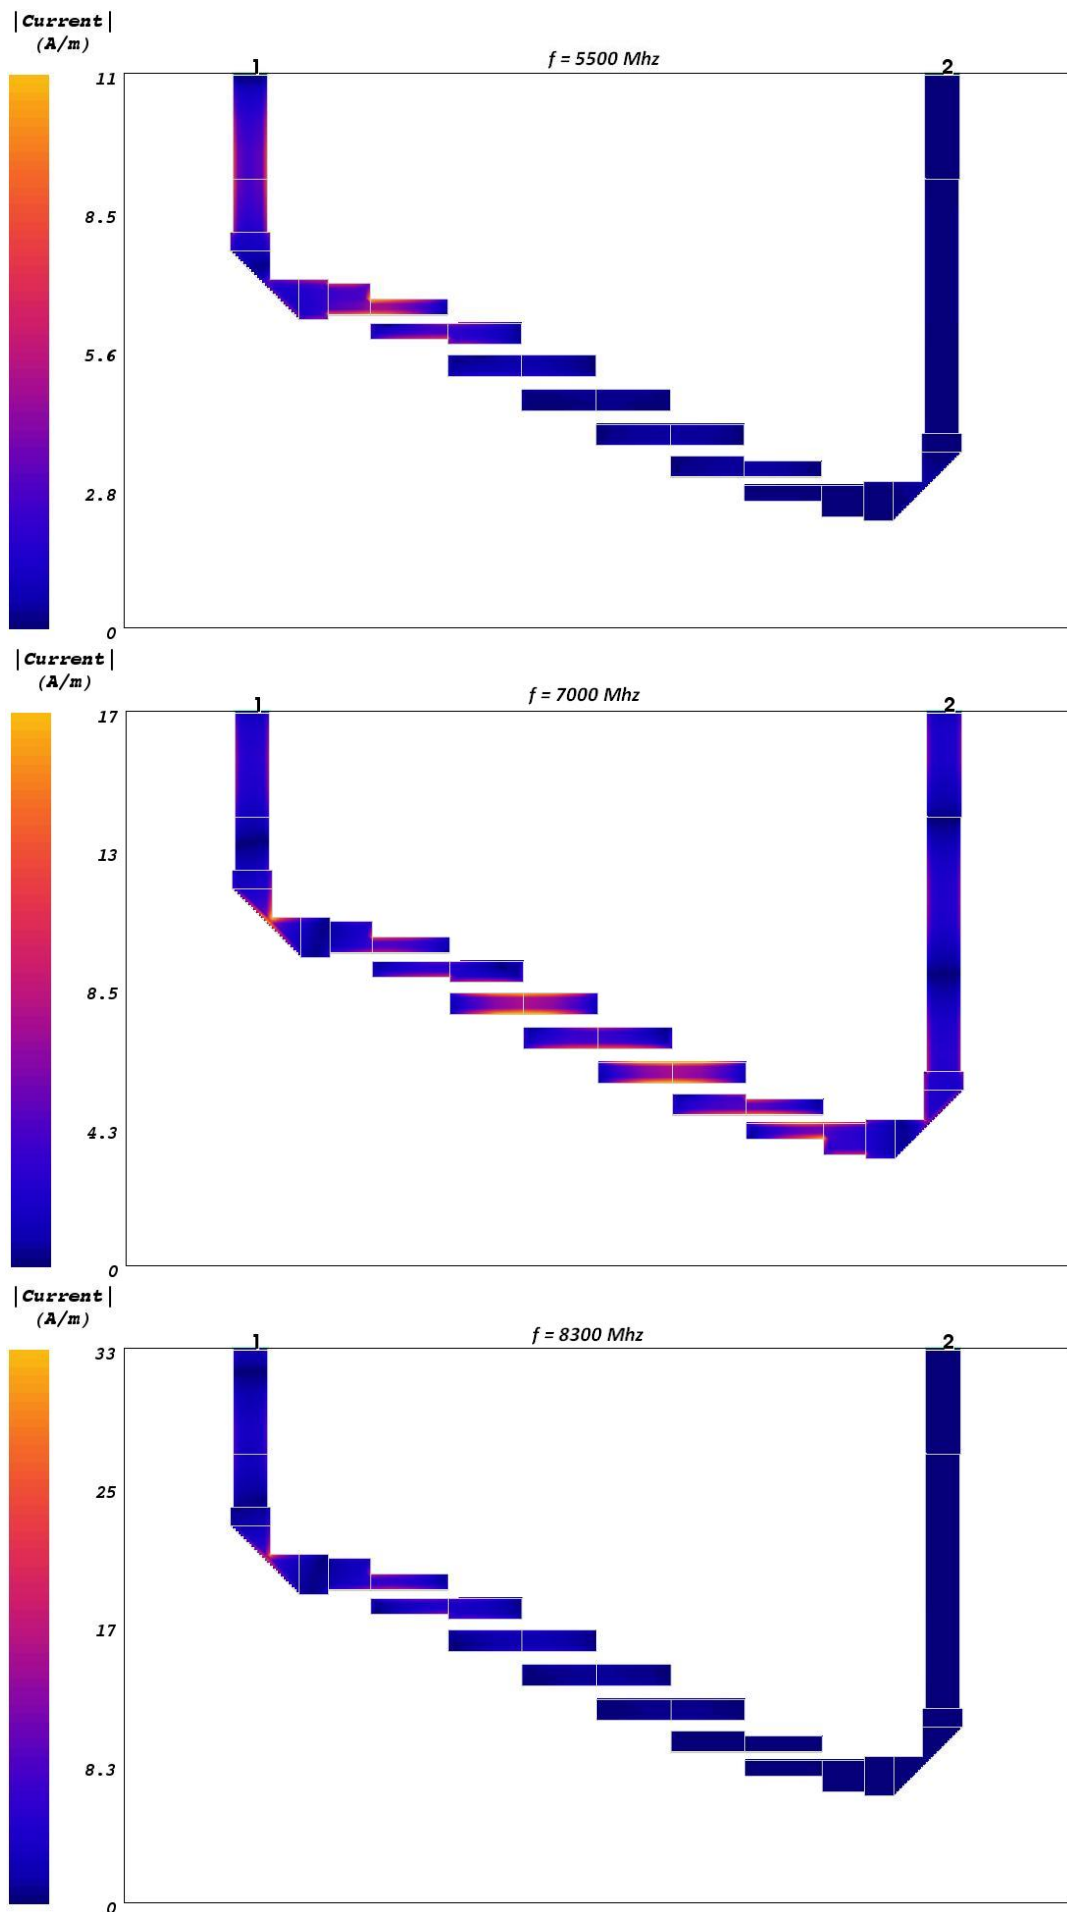 |Current|
(A/m)
f = 5500 Mhz
1
2
11
8.5
5.6
2.8
0
|Current|
(A/m)
f = 7000 Mhz
1
2
17
13
8.5
4.3
0
|Current|
(A/m)
f = 8300 Mhz
1
2
33
25
17
8.3
0